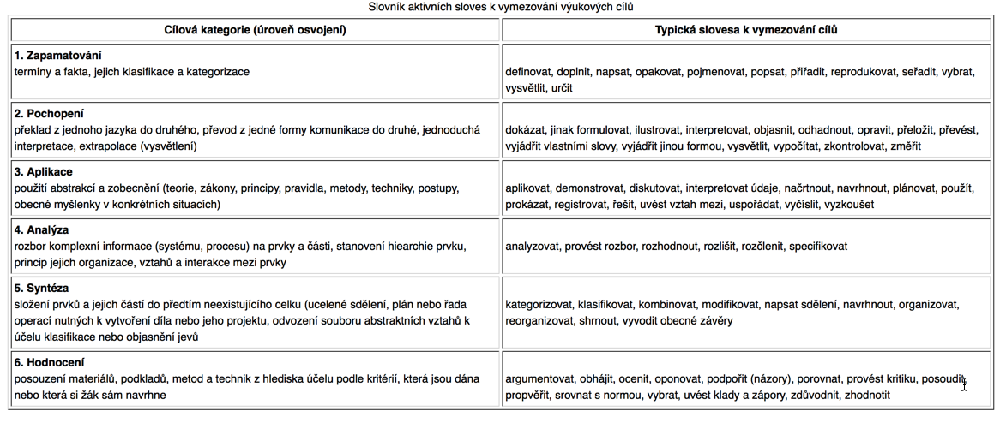 Slovník aktivních sloves k vymezování výukových cílů
Cílová kategorie (úroveň osvojení)
Typická slovesa k vymezování cílů
1. Zapamatování
termíny a fakta, jejich klasifikace a kategorizace
definovat, doplnit, napsat, opakovat, pojmenovat, popsat, přiřadit, reprodukovat, seřadit, vybrat,
vysvětlit, určit
2. Pochopení
překlad z jednoho jazyka do druhého, převod z jedné formy komunikace do druhé, jednoduchá
interpretace, extrapolace (vysvětlení)
dokázat, jinak formulovat, ilustrovat, interpretovat, objasnit, odhadnout, opravit, přeložit, převést,
vyjádřit vlastními slovy, vyjádřit jinou formou, vysvětlit, vypočítat, zkontrolovat, změřit
3. Aplikace
použití abstrakcí a zobecnění (teorie, zákony, principy, pravidla, metody, techniky, postupy,
obecné myšlenky v konkrétních situacích)
aplikovat, demonstrovat, diskutovat, interpretovat údaje, načrtnout, navrhnout, plánovat, použít,
prokázat, registrovat, řešit, uvést vztah mezi, uspořádat, vyčíslit, vyzkoušet
4. Analýza
rozbor komplexní informace (systému, procesu) na prvky a části, stanovení hiearchie prvku,
princip jejich organizace, vztahů a interakce mezi prvky
analyzovat, provést rozbor, rozhodnout, rozlišit, rozčlenit, specifikovat
5. Syntéza
složení prvků a jejich částí do předtím neexistujícího celku (ucelené sdělení, plán nebo řada
operací nutných k vytvoření díla nebo jeho projektu, odvození souboru abstraktních vztahů k
účelu klasifikace nebo objasnění jevů
kategorizovat, klasifikovat, kombinovat, modifikovat, napsat sdělení, navrhnout, organizovat,
reorganizovat, shrnout, vyvodit obecné závěry
6. Hodnocení
posouzení materiálů, podkladů, metod a technik z hlediska účelu podle kritérií, která jsou dána
nebo která si žák sám navrhne
argumentovat, obhájit, ocenit, oponovat, podpořit (názory), porovnat, provést kritiku, posoudit,
propvěřit, srovnat s normou, vybrat, uvést klady a zápory, zdůvodnit, zhodnotit